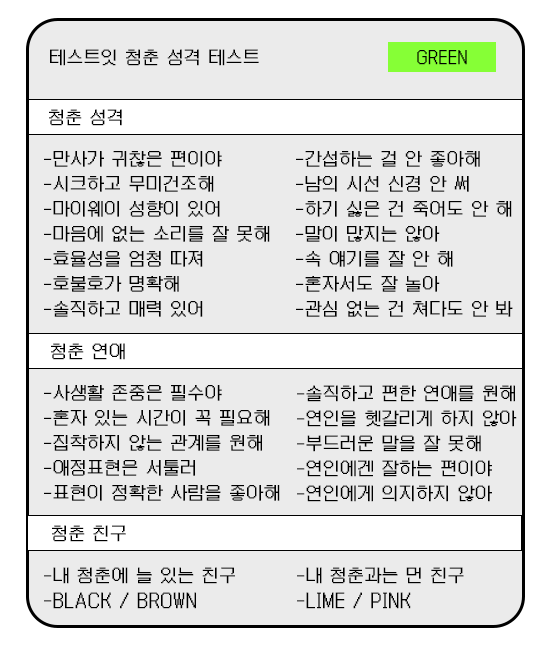 테스트잇 청춘 성격 테스트
GREEN
청춘 성격
-만사가 귀찮은 편이야
-시크하고 무미건조해
-마이웨이 성향이 있어
-마음에 없는 소리를 잘 못해
-효율성을 엄청 따져
-호불호가 명확해
-솔직하고 매력 있어
-간섭하는 걸 안 좋아해
-남의 시선 신경 안 써
-하기 싫은 건 죽어도 안 해
-말이 많지는 않아
-속 얘기를 잘 안 해
-혼자서도 잘 놀아
-관심 없는 건 쳐다도 안 봐
청춘 연애
-사생활 존중은 필수야
-혼자 있는 시간이 꼭 필요해
-집착하지 않는 관계를 원해
-애정표현은 서툴러
-표현이 정확한 사람을 좋아해
-솔직하고 편한 연애를 원해
-연인을 헷갈리게 하지 않아
-부드러운 말을 잘 못해
-연인에겐 잘하는 편이야
-연인에게 의지하지 않아
청춘 친구
-내 청춘에 늘 있는 친구
-BLACK / BROWN
-내 청춘과는 먼 친구
-LIME / PINK